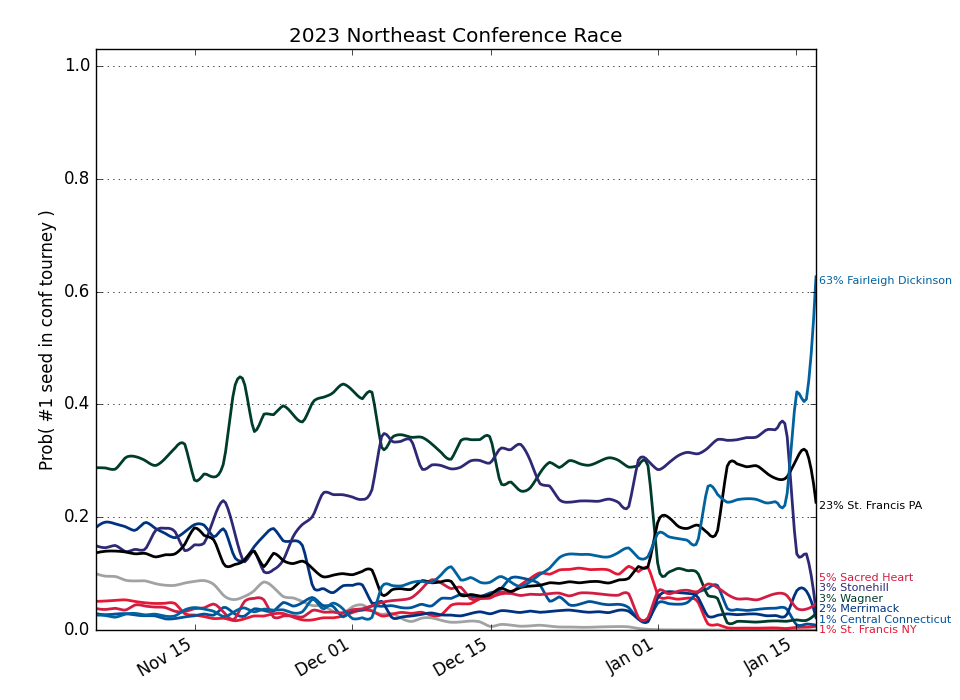 2023 Northeast Conference Race
Prob( #1 seed in conf tourney )
1.0
0.8
0.6
0.4
0.2
0.0
Nov 15
Dec 01
Dec 15
Jan 01
Jan 15
63% Fairleigh Dickinson
23% St. Francis PA
5% Sacred Heart
3% Stonehill
3% Wagner
2% Merrimack
1% Central Connecticut
1% St. Francis NY